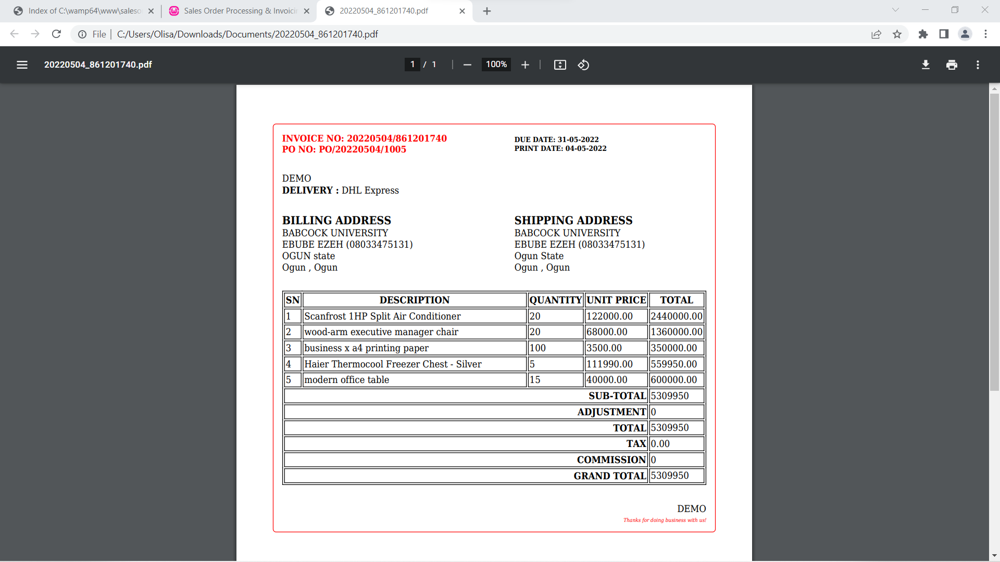 Index of C:\wamp64\www\saleso
Sales Order Processing & Invoicin
20220504_861201740.pdf
File
C:/Users/Olisa/Downloads/Documents/20220504_861201740.pdf
20220504_861201740.pdf
1 / 1
100%
INVOICE NO: 20220504/861201740
PO NO: PO/20220504/1005
DUE DATE: 31-05-2022
PRINT DATE: 04-05-2022
DEMO
DELIVERY : DHL Express
BILLING ADDRESS
BABCOCK UNIVERSITY
EBUBE EZEH (08033475131)
OGUN state
Ogun , Ogun
SHIPPING ADDRESS
BABCOCK UNIVERSITY
EBUBE EZEH (08033475131)
Ogun State
Ogun , Ogun
SN DESCRIPTION QUANTITY UNIT PRICE TOTAL
1 Scanfrost 1HP Split Air Conditioner 20 122000.00 2440000.00
2 wood-arm executive manager chair 20 68000.00 1360000.00
3 business x a4 printing paper 100 3500.00 350000.00
4 Haier Thermocool Freezer Chest - Silver 5 111990.00 559950.00
5 modern office table 15 40000.00 600000.00
SUB-TOTAL 5309950
ADJUSTMENT 0
TOTAL 5309950
TAX 0.00
COMMISSION 0
GRAND TOTAL 5309950
DEMO
Thanks for doing business with us!